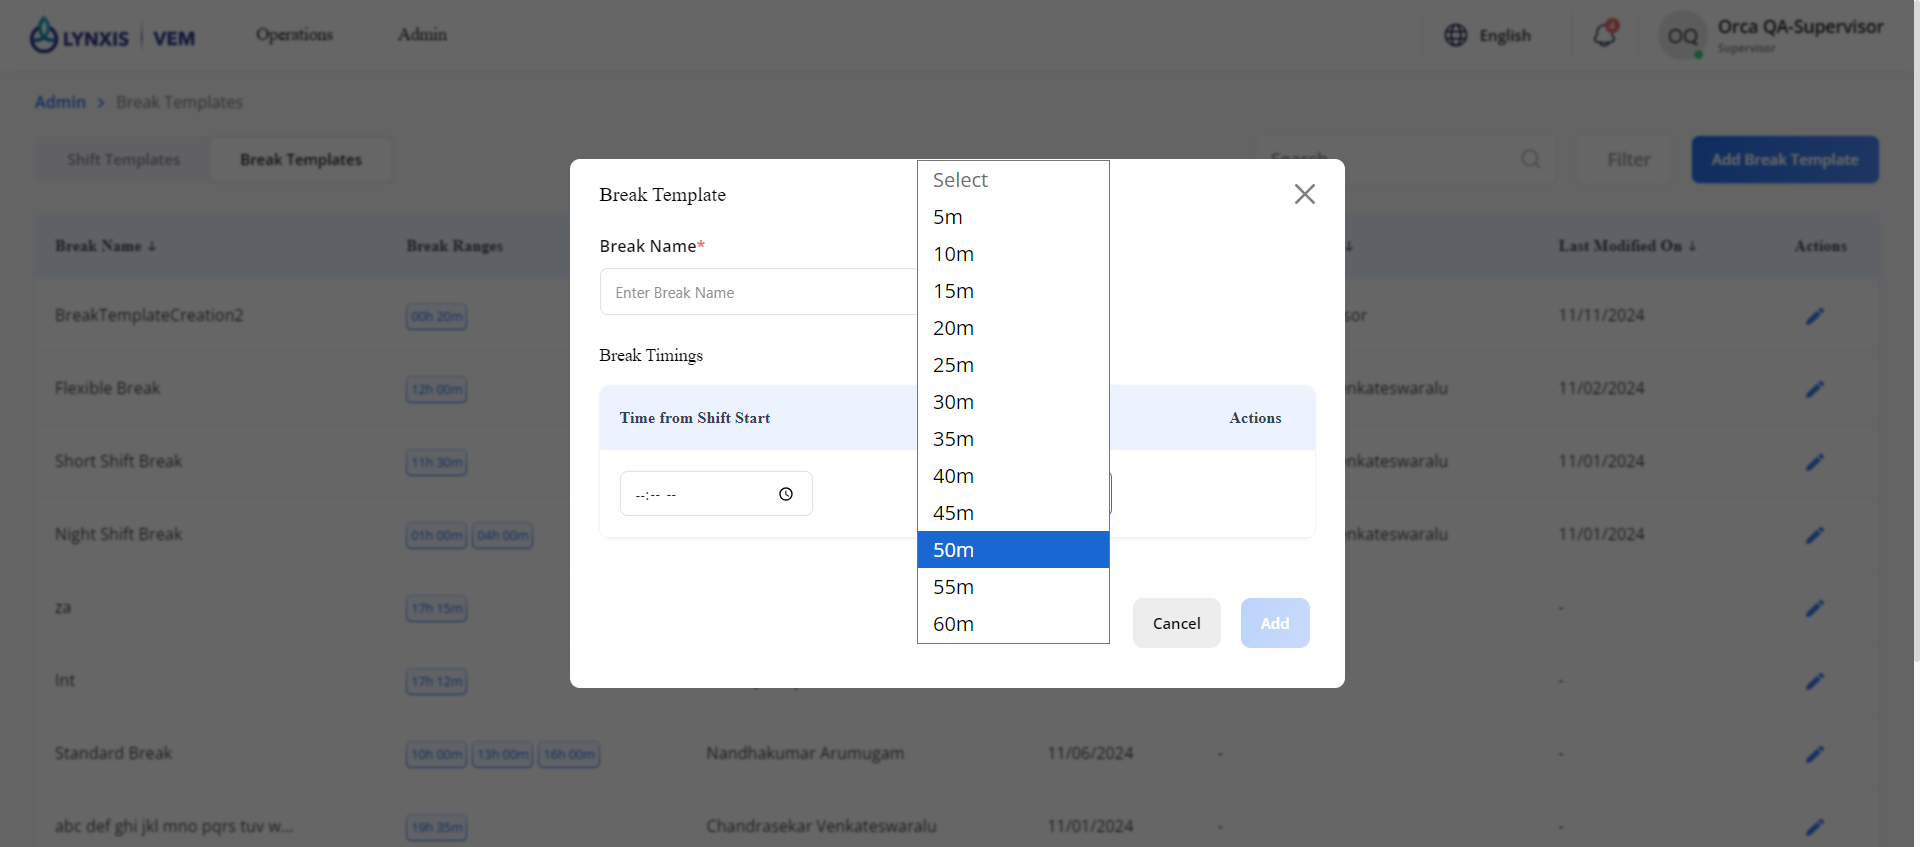 LYNXIS | VEM
Operations
Admin
English
4
OQ
Orca QA-Supervisor
Supervisor
Admin > Break Templates
Shift Templates
Break Templates
Filter
Add Break Template
Break Name ↓
Break Ranges
Last Modified On ↓
Actions
BreakTemplateCreation2
00h 20m
11/11/2024
Flexible Break
12h 00m
11/02/2024
Short Shift Break
11h 30m
11/01/2024
Night Shift Break
01h 00m
04h 00m
11/01/2024
za
17h 15m
-
Int
17h 12m
-
Standard Break
10h 00m
13h 00m
16h 00m
Nandhakumar Arumugam
11/06/2024
-
-
abc def ghi jkl mno pqrs tuv w...
19h 35m
Chandrasekar Venkateswaralu
11/01/2024
-
-
Break Template
Break Name*
Enter Break Name
Break Timings
Time from Shift Start
Actions
--:-- --
Select
5m
10m
15m
20m
25m
30m
35m
40m
45m
50m
55m
60m
Cancel
Add